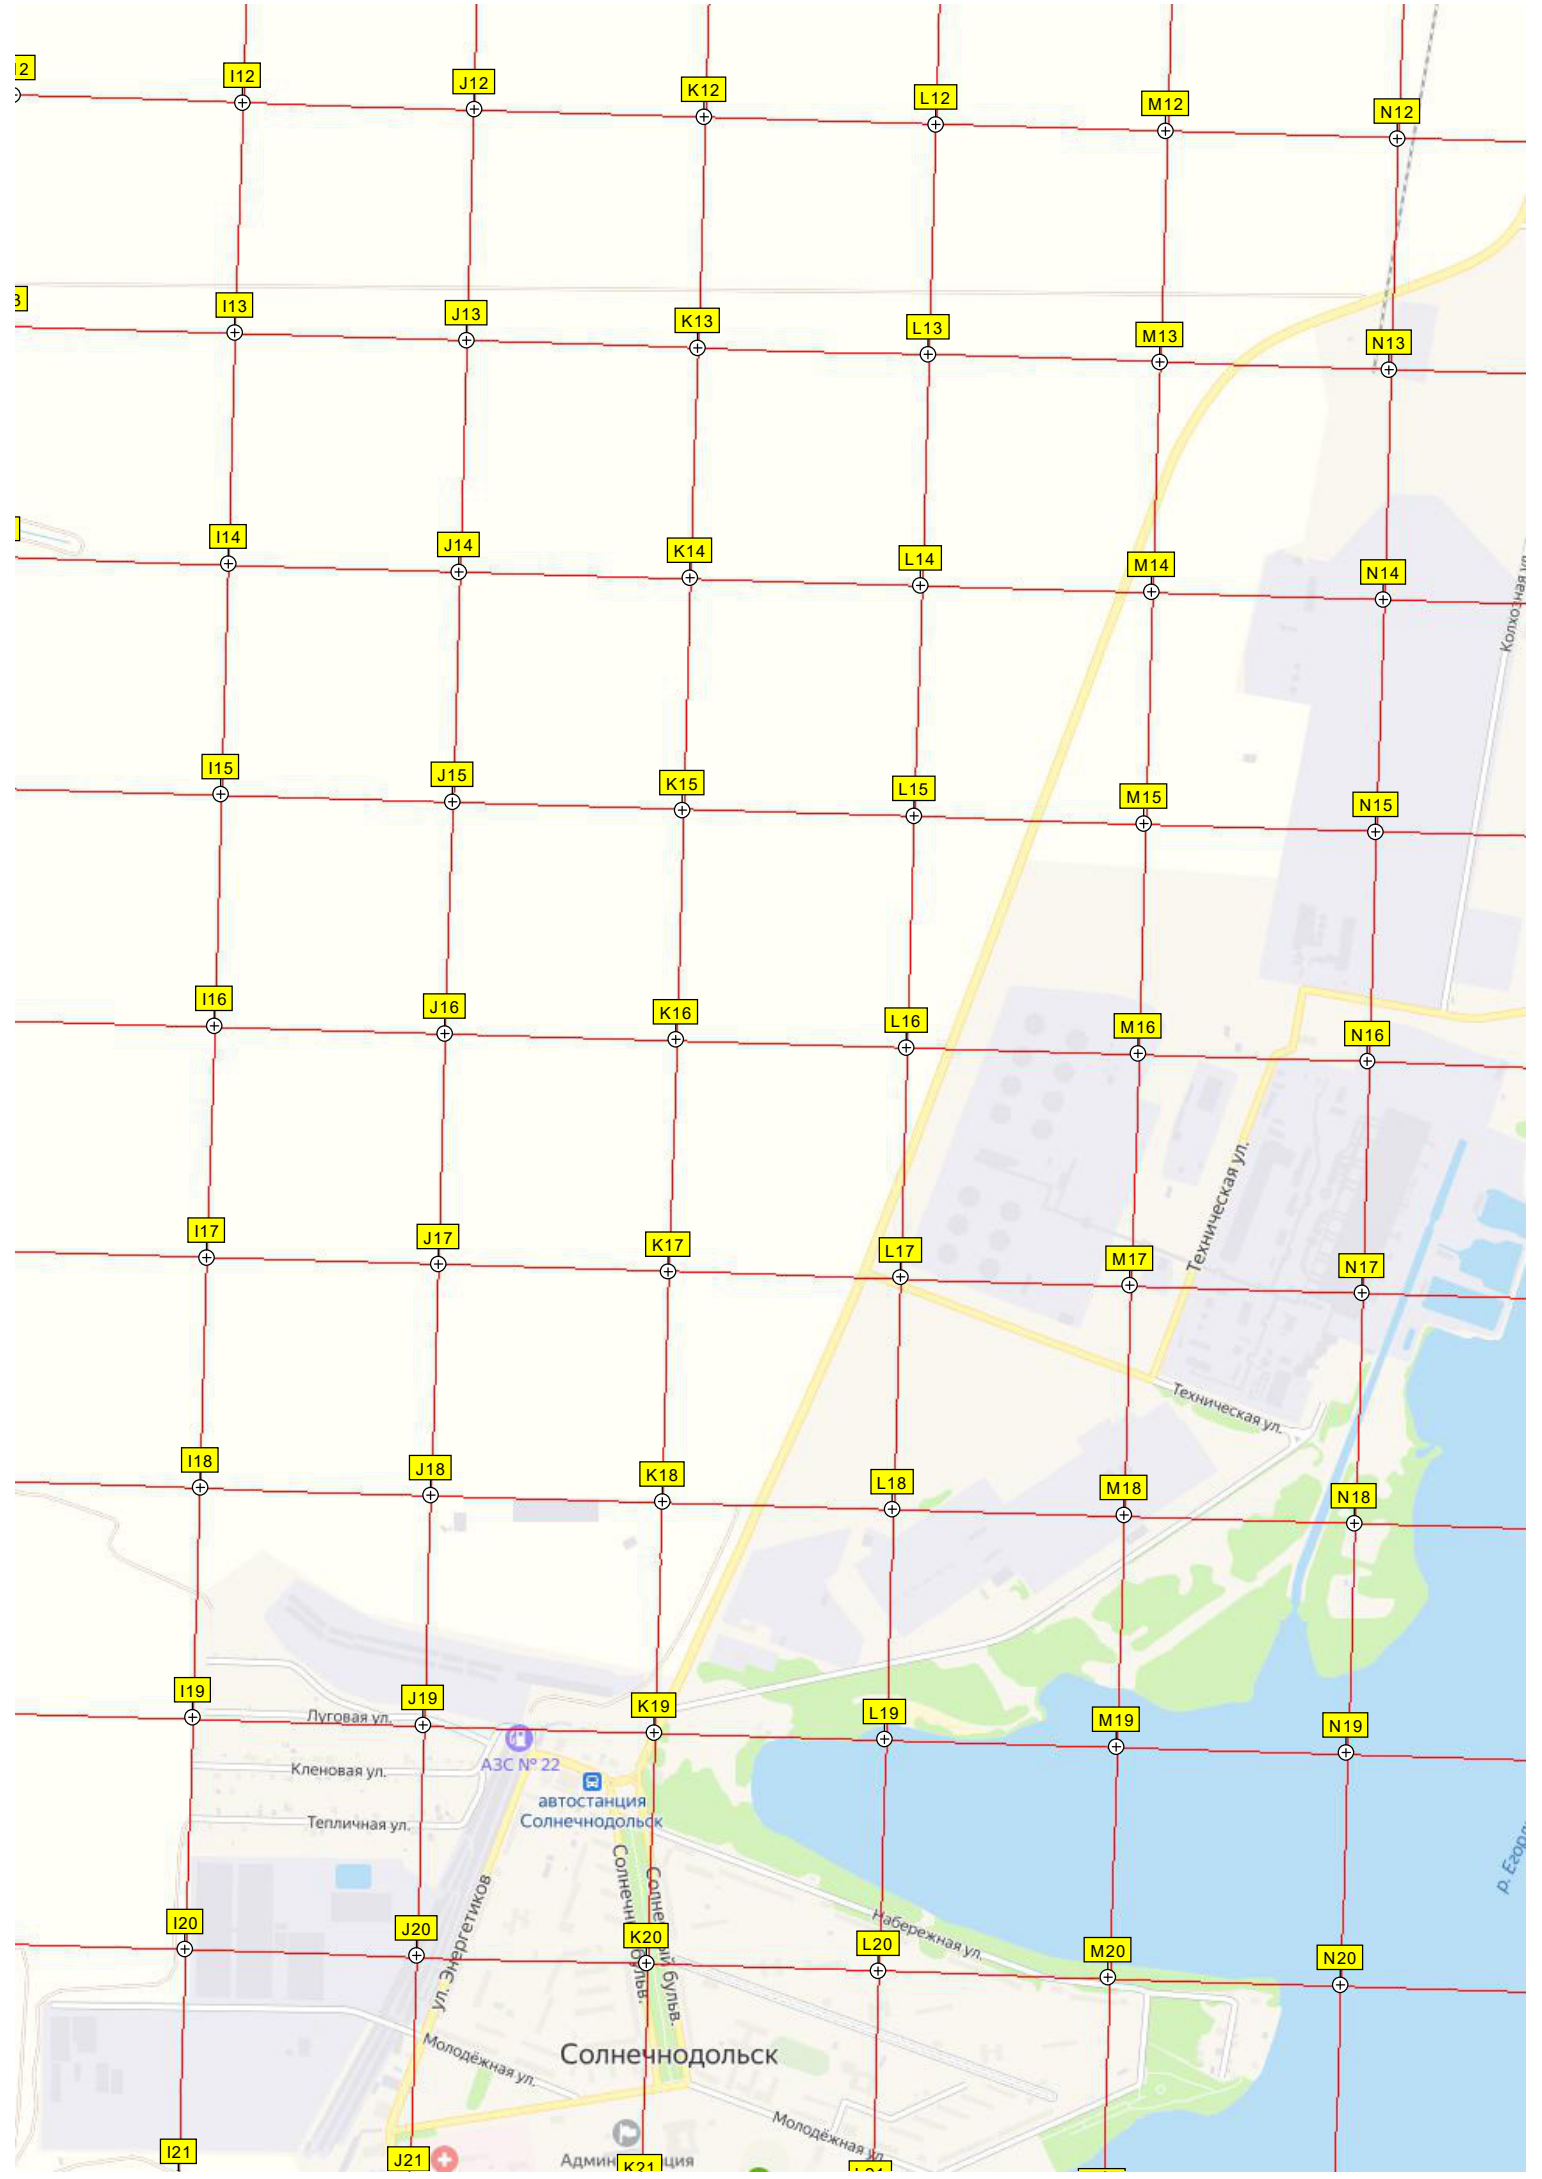 I12
J12
K12
L12
M12
N12
I13
J13
K13
L13
M13
N13
I14
J14
K14
L14
M14
N14
Колхозная ул.
I15
J15
K15
L15
M15
N15
I16
J16
K16
L16
M16
N16
Техническая ул.
I17
J17
K17
L17
M17
N17
Техническая ул.
I18
J18
K18
L18
M18
N18
I19
J19
K19
L19
M19
N19
Луговая ул.
АЗС № 22
Кленовая ул.
автостанция
Солнечнодольск
Тепличная ул.
ул. Энергетиков
Набережная ул.
I20
J20
K20
L20
M20
N20
Солнечнодольск
Молодёжная ул.
Молодёжная ул.
I21
J21
K21